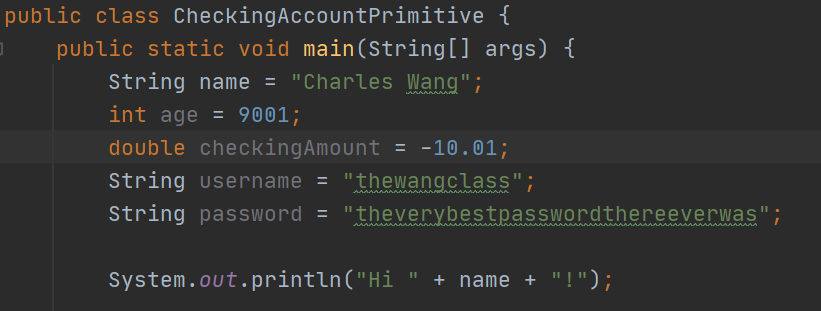 public class CheckingAccountPrimitive {
    public static void main(String[] args) {
        String name = "Charles Wang";
        int age = 9001;
        double checkingAmount = -10.01;
        String username = "thewangclass";
        String password = "theverybestpasswordthereeverwas";
        System.out.println("Hi " + name + "!");